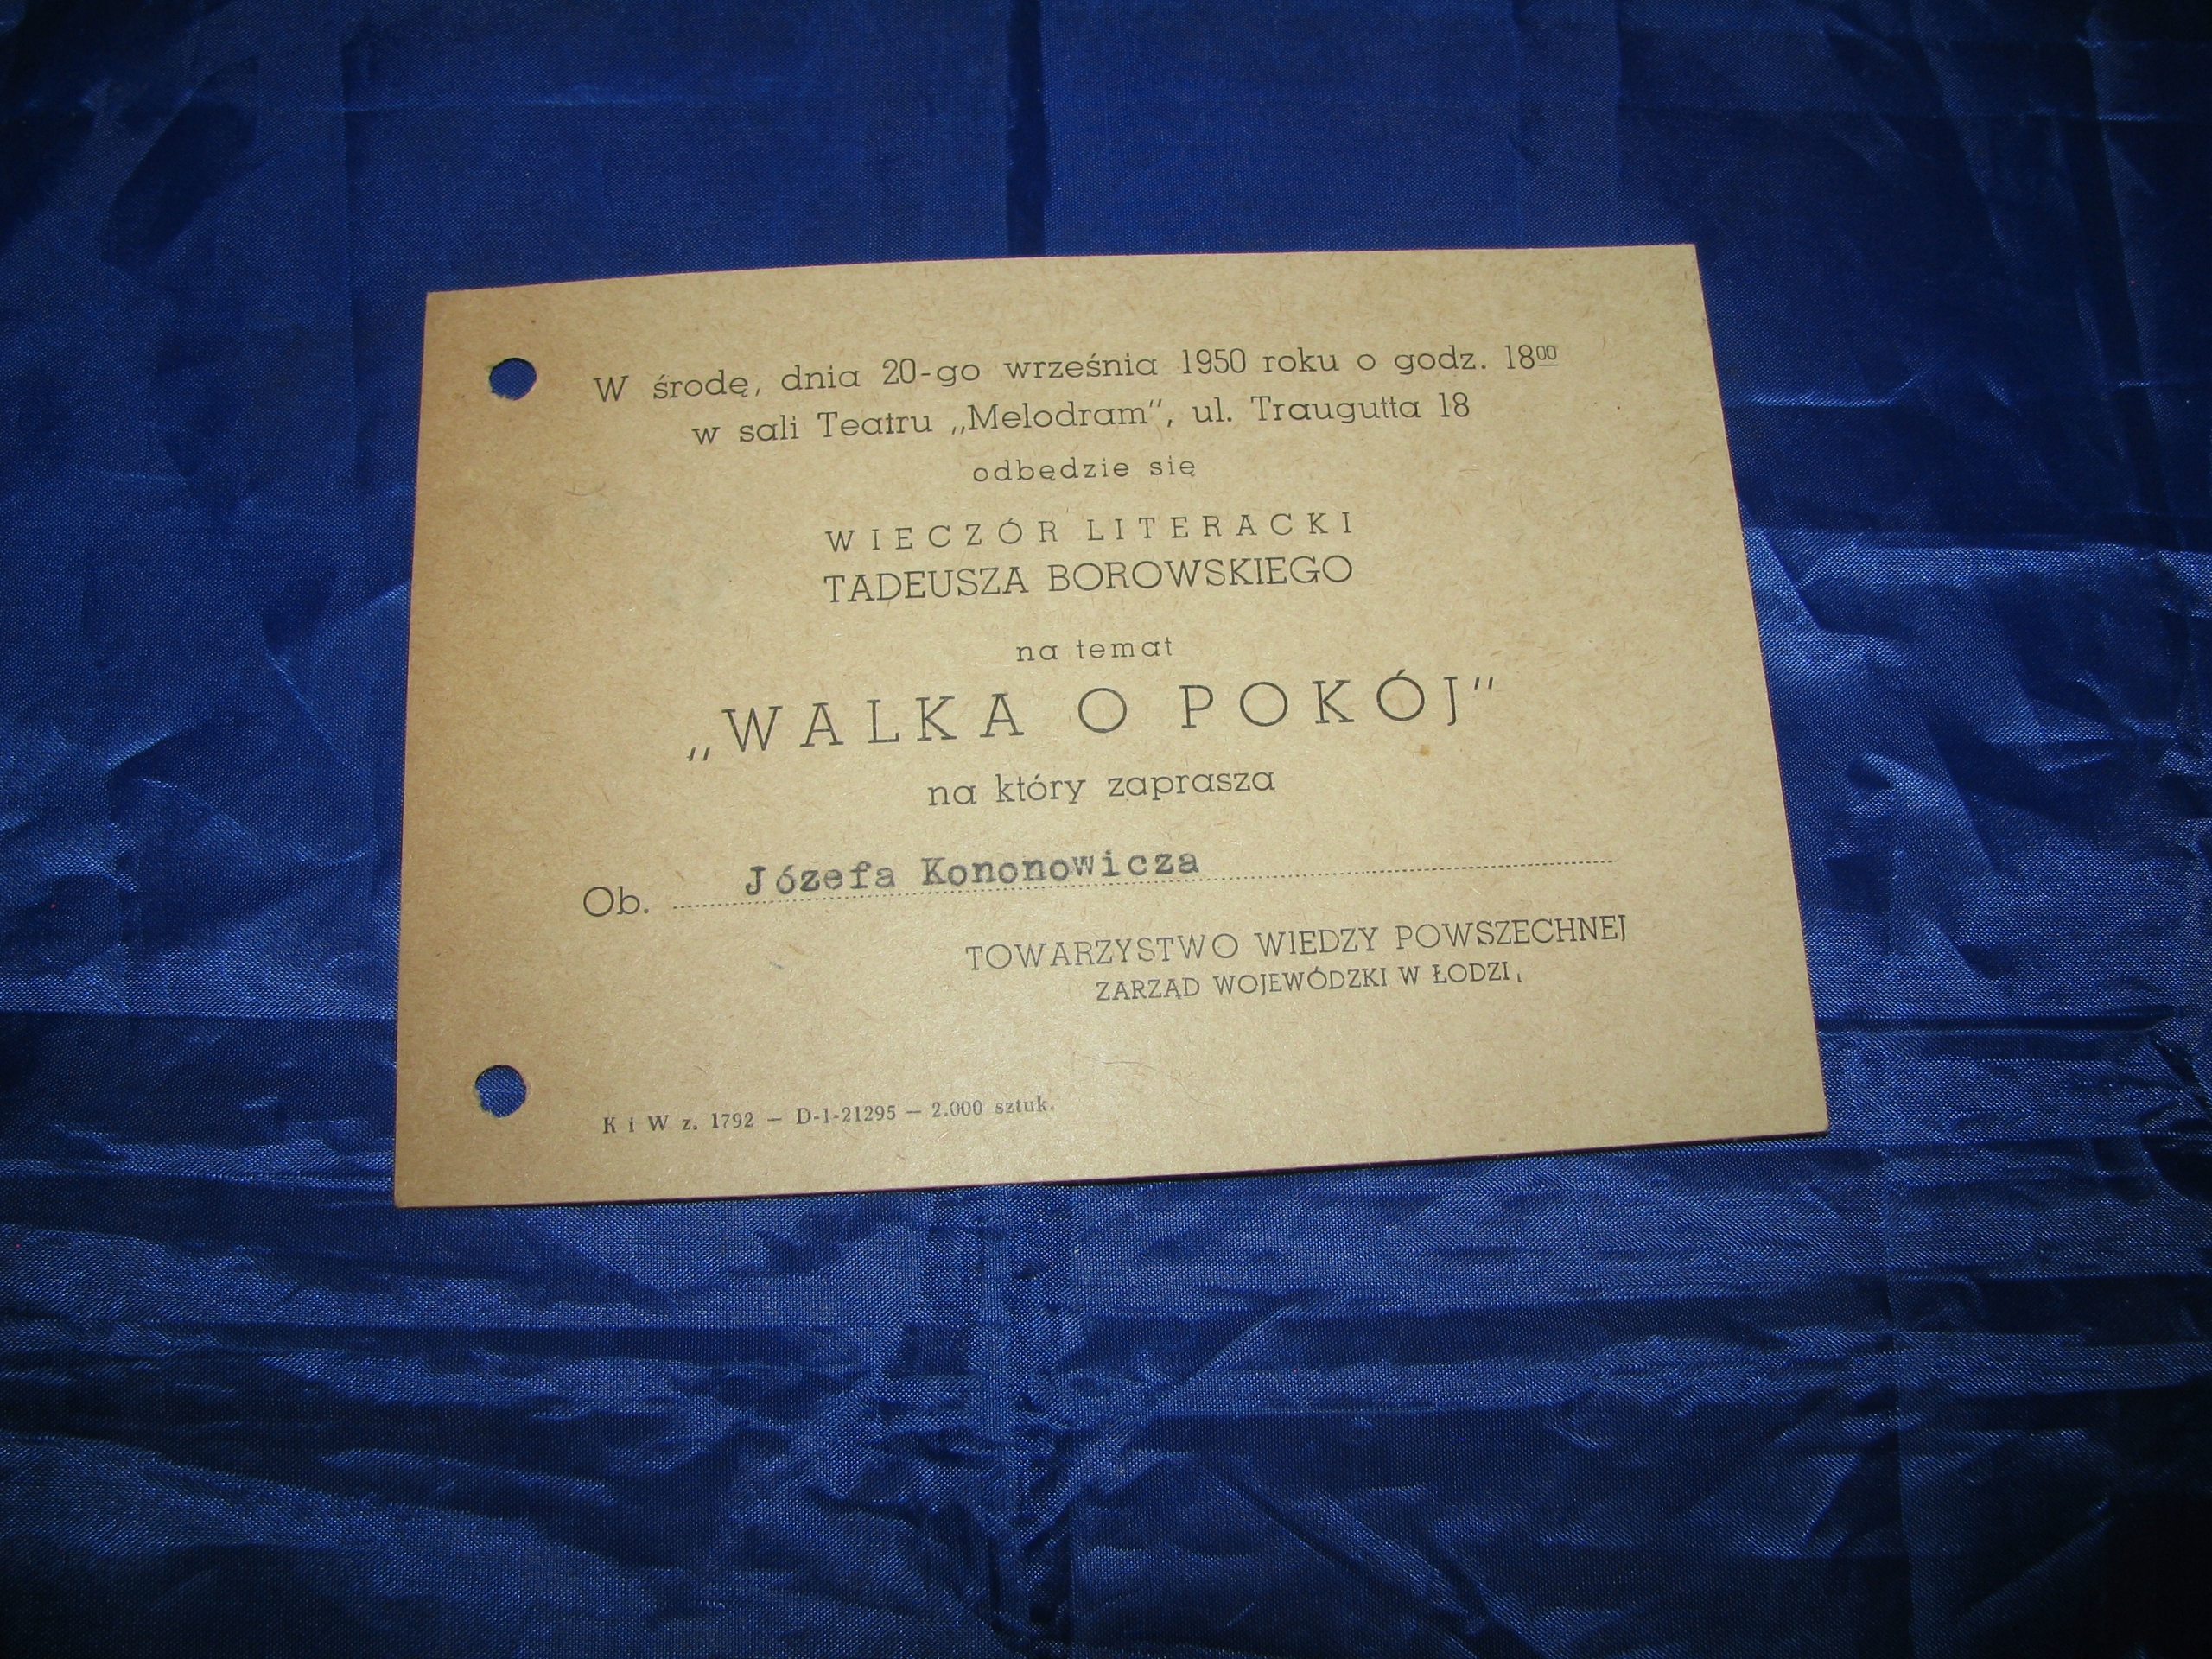 W środę, dnia 20-go września 1950 roku o godz. 18⁰⁰
w sali Teatru „Melodram”, ul. Traugutta 18
odbędzie się
WIECZÓR LITERACKI
TADEUSZA BOROWSKIEGO
na temat
„WALKA O POKÓJ”
na który zaprasza
Ob. Józefa Kononowicza
TOWARZYSTWO WIEDZY POWSZECHNEJ
ZARZĄD WOJEWÓDZKI W ŁODZI,
K i W z. 1792 — D-1-21295 — 2.000 sztuk.